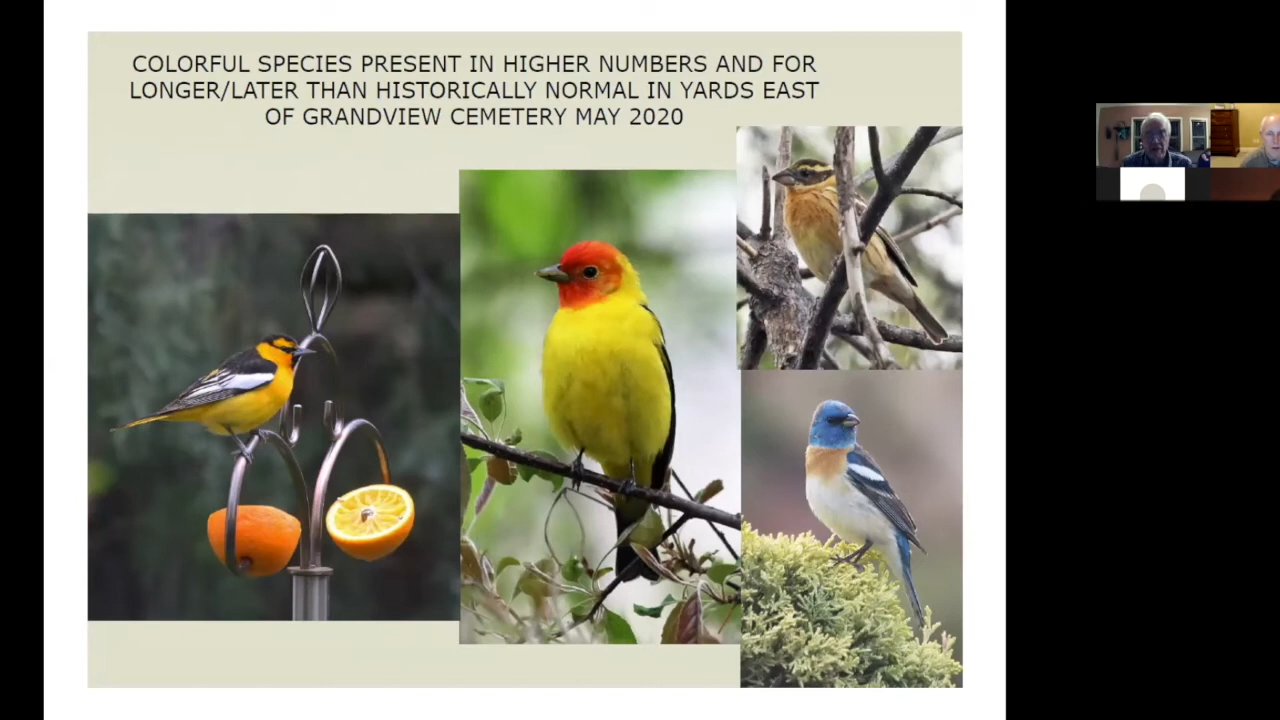 COLORFUL SPECIES PRESENT IN HIGHER NUMBERS AND FOR
LONGER/LATER THAN HISTORICALLY NORMAL IN YARDS EAST
OF GRANDVIEW CEMETERY MAY 2020